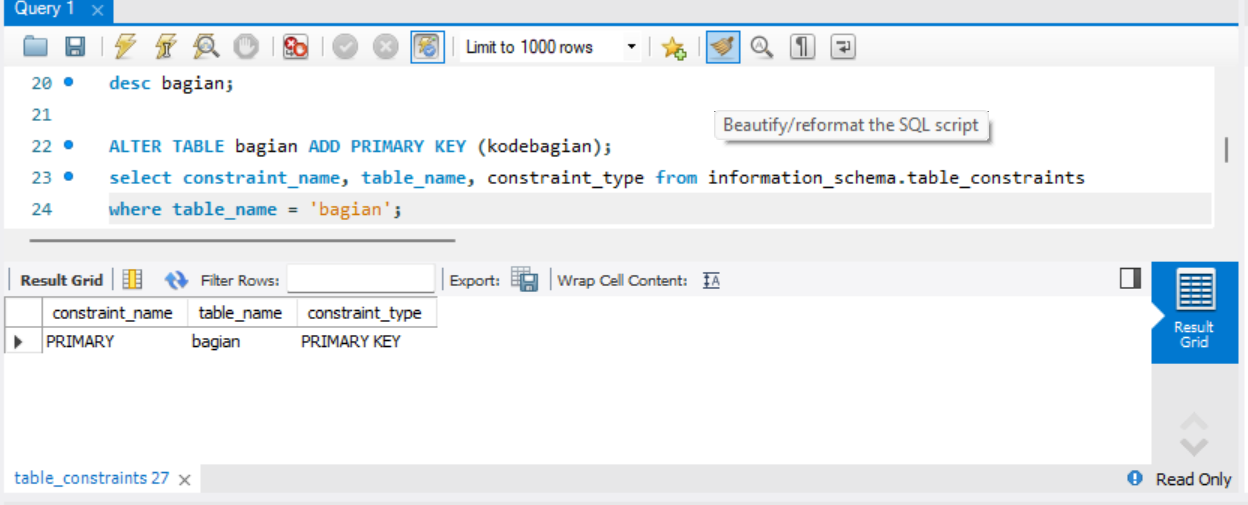 Query 1
Limit to 1000 rows
20 desc bagian;
21
Beautify/reformat the SQL script
22 ALTER TABLE bagian ADD PRIMARY KEY (kodebagian);
23 select constraint_name, table_name, constraint_type from information_schema.table_constraints
24 where table_name = 'bagian';
Result Grid Filter Rows: Export: Wrap Cell Content: IA
constraint_name table_name constraint_type
PRIMARY bagian PRIMARY KEY
Result
Grid
table_constraints 27
Read Only